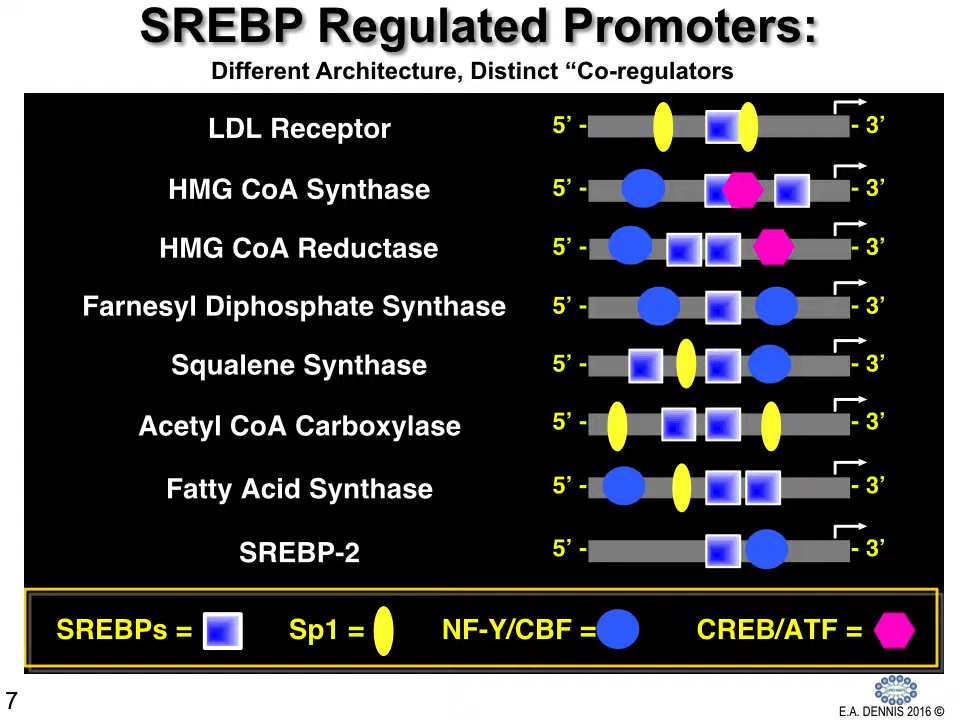 SREBP Regulated Promoters:
Different Architecture, Distinct “Co-regulators
LDL Receptor 5’ - - 3’
HMG CoA Synthase 5’ - - 3’
HMG CoA Reductase 5’ - - 3’
Farnesyl Diphosphate Synthase 5’ - - 3’
Squalene Synthase 5’ - - 3’
Acetyl CoA Carboxylase 5’ - - 3’
Fatty Acid Synthase 5’ - - 3’
SREBP-2 5’ - - 3’
SREBPs = Sp1 = NF-Y/CBF = CREB/ATF =
7
E.A. DENNIS 2016 ©